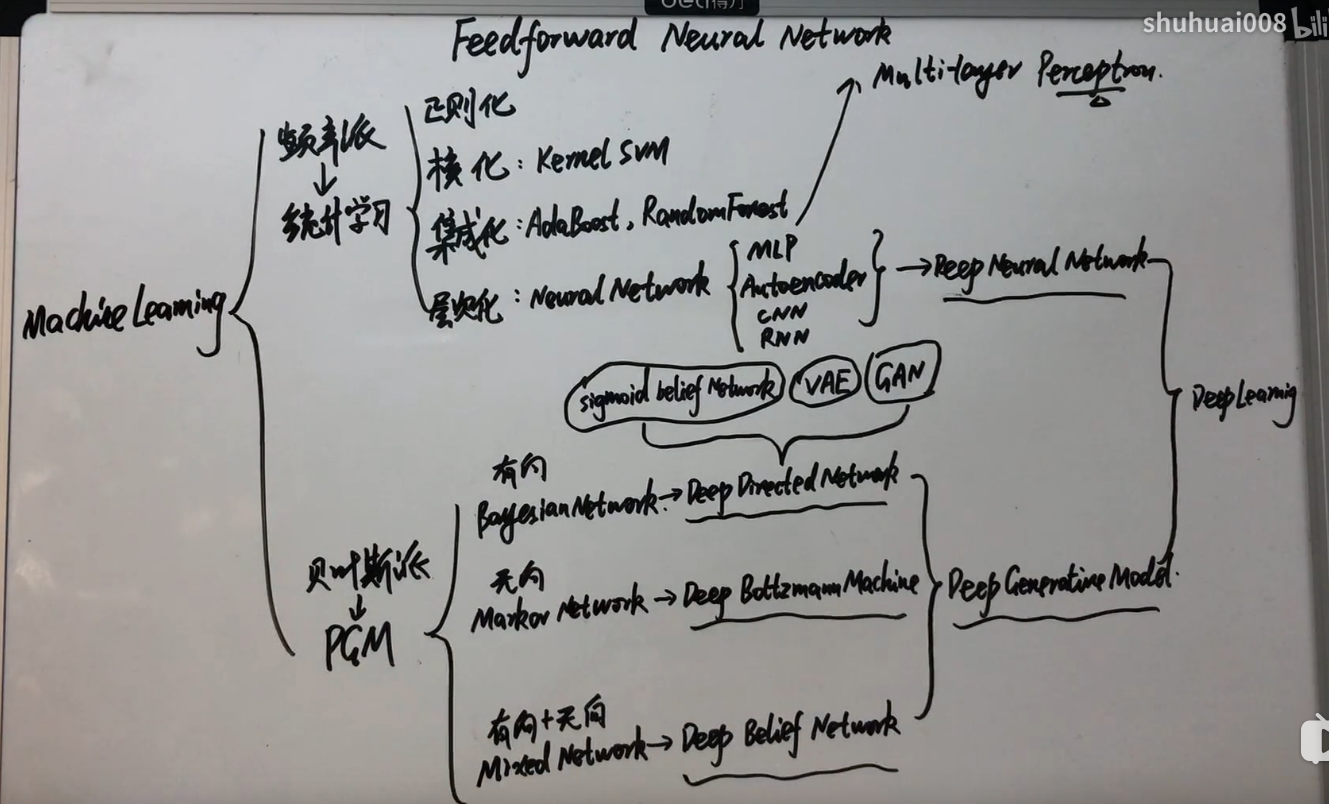 shuhuai008 bili
Feedforward Neural Network
Multi-layer Perceptron.
频率派
统计学习
正则化
核化：Kernel SVM
集成化：AdaBoost, RandomForest
层次化：Neural Network
MLP
Autoencoder
CNN
RNN
Deep Neural Network
Machine Learning
sigmoid belief Network
VAE
GAN
Deep Learnig
有向
Bayesian Network → Deep Directed Network
贝叶斯派
PGM
无向
Markov Network → Deep Boltzmann Machine
Deep Generative Model.
有向+无向
Mixed Network → Deep Belief Network